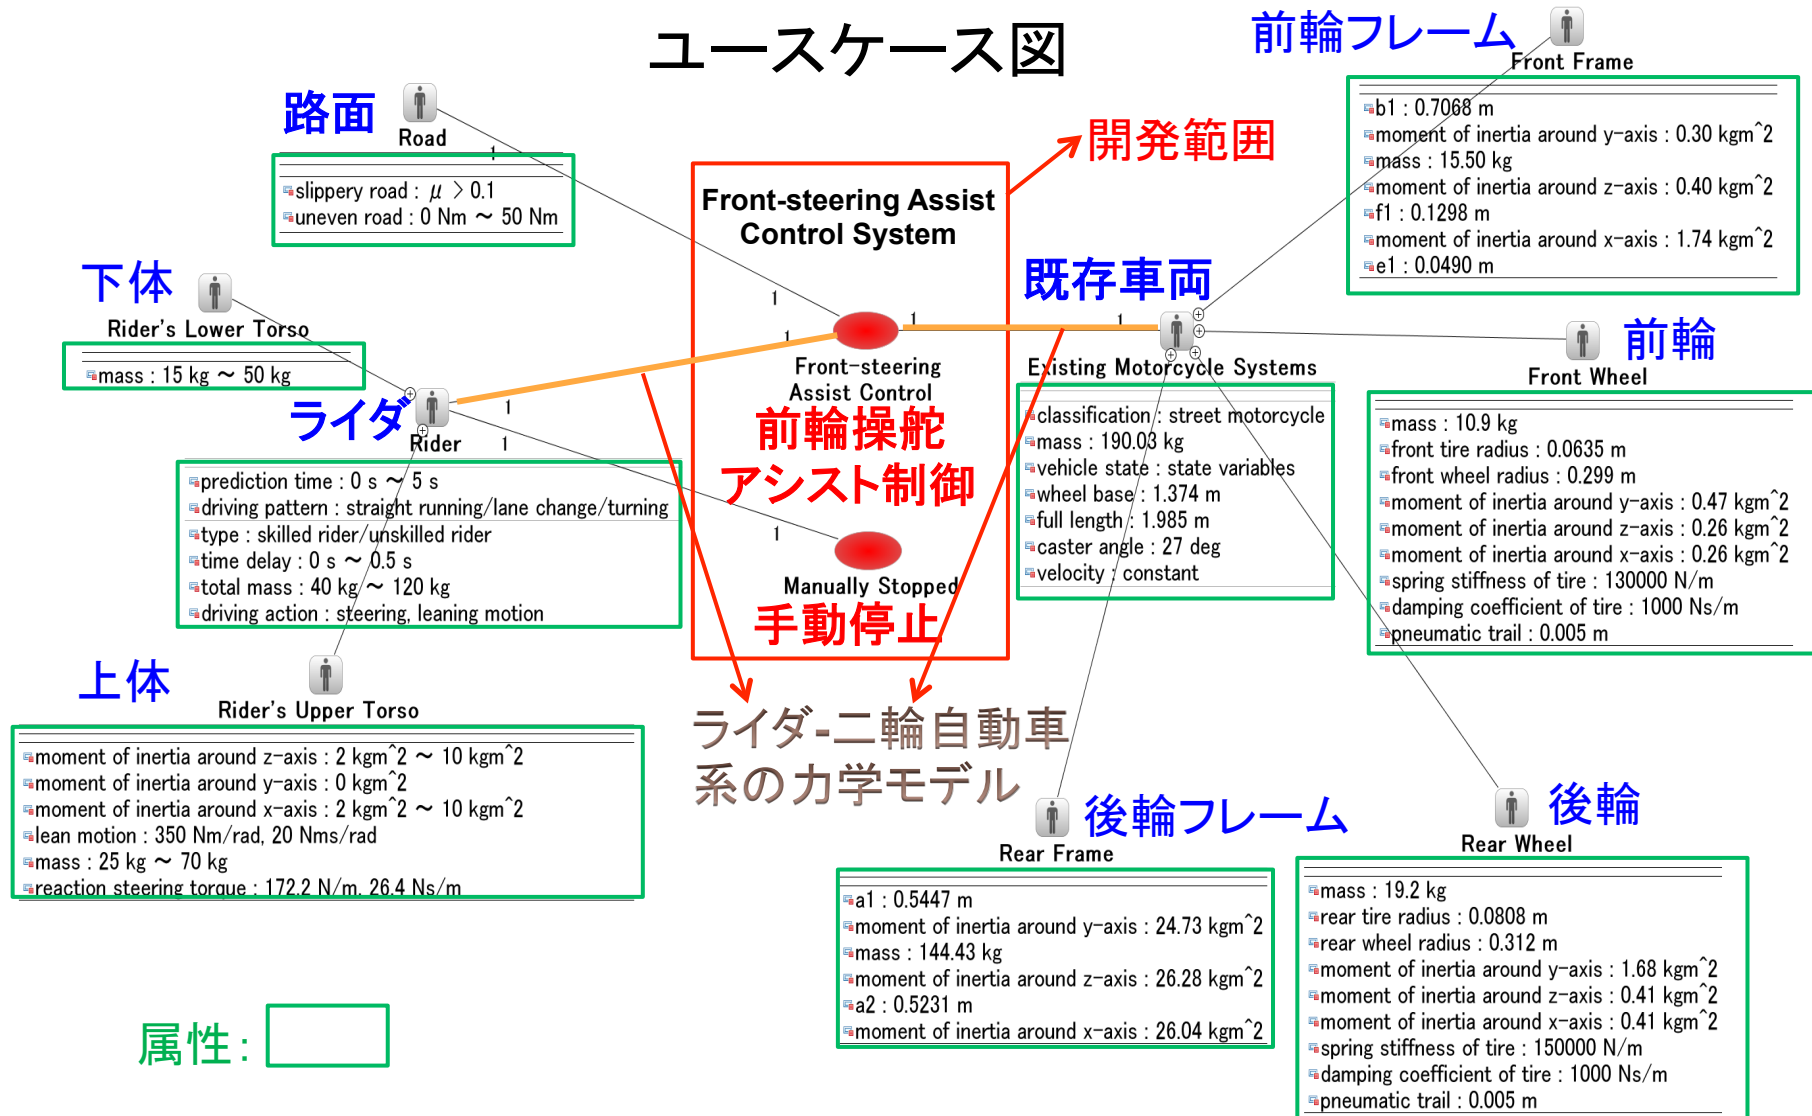 ユースケース図
前輪フレーム
Front Frame
b1 : 0.7068 m
moment of inertia around y-axis : 0.30 kgm^2
mass : 15.50 kg
moment of inertia around z-axis : 0.40 kgm^2
f1 : 0.1298 m
moment of inertia around x-axis : 1.74 kgm^2
e1 : 0.0490 m
路面
Road
1
slippery road : μ > 0.1
uneven road : 0 Nm ～ 50 Nm
開発範囲
Front-steering Assist
Control System
下体
Rider's Lower Torso
mass : 15 kg ～ 50 kg
1
1
1
1
既存車両
Existing Motorcycle Systems
classification : street motorcycle
mass : 190.03 kg
vehicle state : state variables
wheel base : 1.374 m
full length : 1.985 m
caster angle : 27 deg
velocity : constant
前輪
Front Wheel
mass : 10.9 kg
front tire radius : 0.0635 m
front wheel radius : 0.299 m
moment of inertia around y-axis : 0.47 kgm^2
moment of inertia around z-axis : 0.26 kgm^2
moment of inertia around x-axis : 0.26 kgm^2
spring stiffness of tire : 130000 N/m
damping coefficient of tire : 1000 Ns/m
pneumatic trail : 0.005 m
Front-steering
Assist Control
前輪操舵
アシスト制御
ライダ
Rider
1
1
prediction time : 0 s ～ 5 s
driving pattern : straight running/lane change/turning
type : skilled rider/unskilled rider
time delay : 0 s ～ 0.5 s
total mass : 40 kg ～ 120 kg
driving action : steering, leaning motion
1
Manually Stopped
手動停止
上体
Rider's Upper Torso
moment of inertia around z-axis : 2 kgm^2 ～ 10 kgm^2
moment of inertia around y-axis : 0 kgm^2
moment of inertia around x-axis : 2 kgm^2 ～ 10 kgm^2
lean motion : 350 Nm/rad, 20 Nms/rad
mass : 25 kg ～ 70 kg
reaction steering torque : 172.2 N/m, 26.4 Ns/m
ライダ-二輪自動車
系の力学モデル
後輪フレーム
Rear Frame
a1 : 0.5447 m
moment of inertia around y-axis : 24.73 kgm^2
mass : 144.43 kg
moment of inertia around z-axis : 26.28 kgm^2
a2 : 0.5231 m
moment of inertia around x-axis : 26.04 kgm^2
後輪
Rear Wheel
mass : 19.2 kg
rear tire radius : 0.0808 m
rear wheel radius : 0.312 m
moment of inertia around y-axis : 1.68 kgm^2
moment of inertia around z-axis : 0.41 kgm^2
moment of inertia around x-axis : 0.41 kgm^2
spring stiffness of tire : 150000 N/m
damping coefficient of tire : 1000 Ns/m
pneumatic trail : 0.005 m
属性: